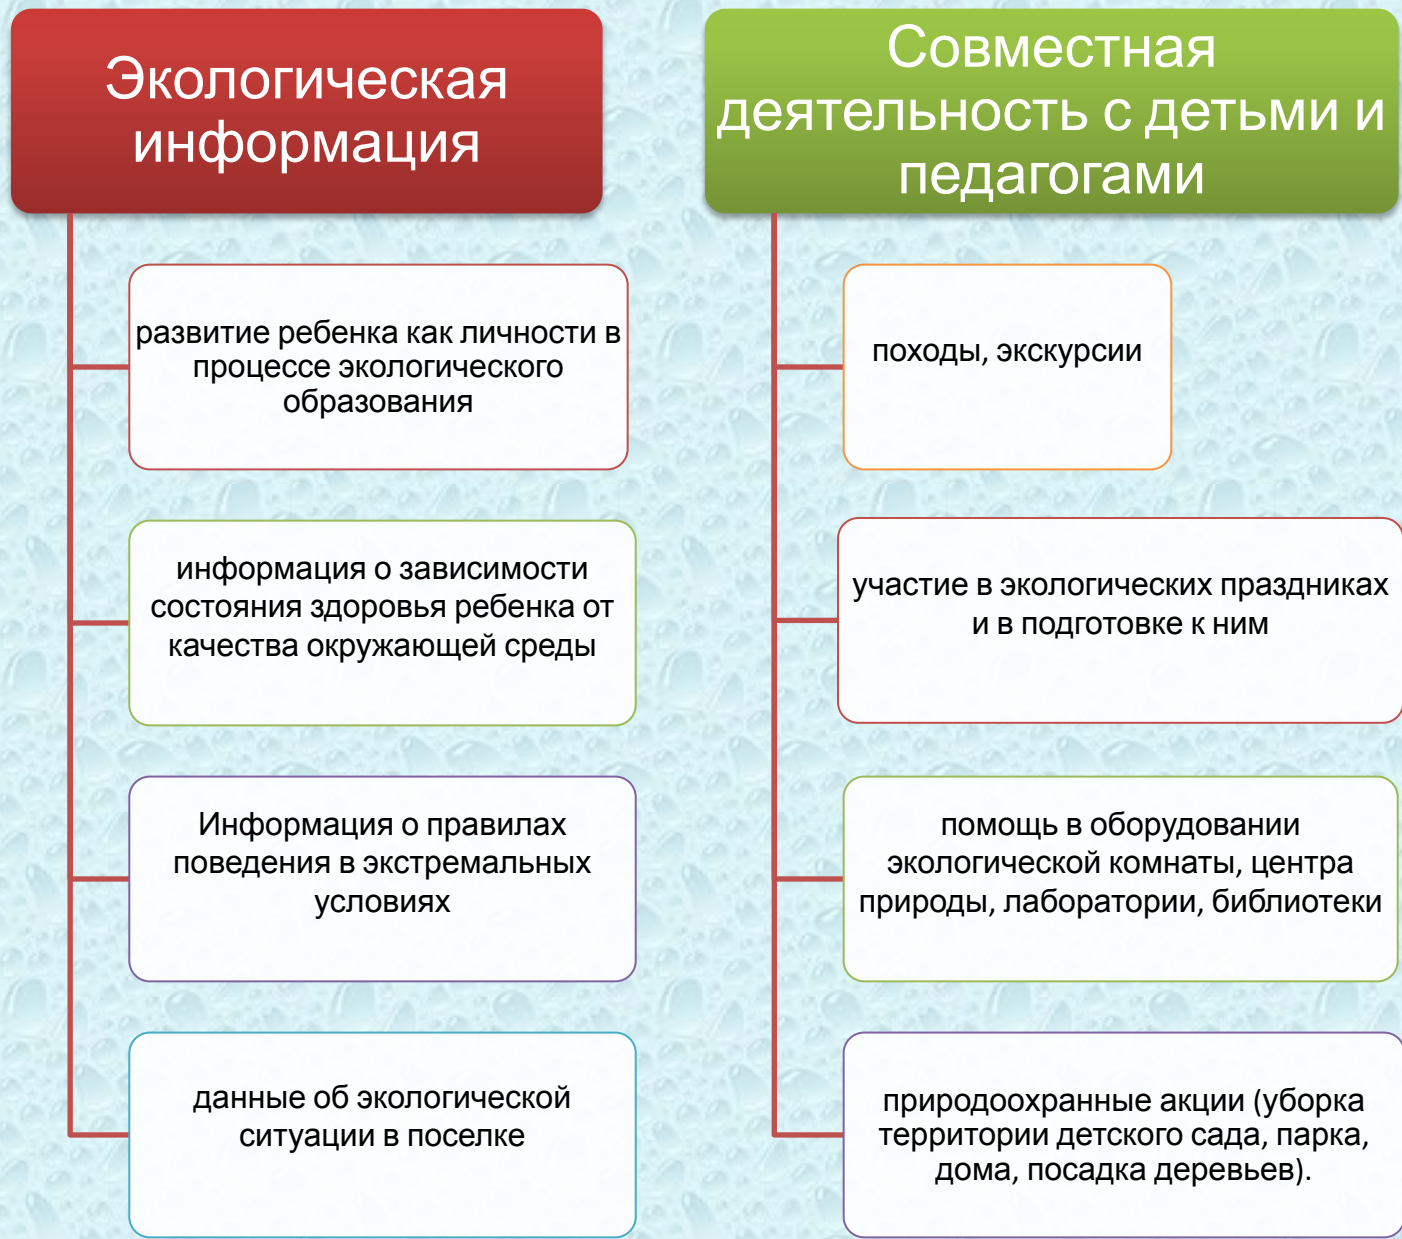 Экологическая
информация
развитие ребенка как личности в
процессе экологического
образования
информация о зависимости
состояния здоровья ребенка от
качества окружающей среды
Информация о правилах
поведения в экстремальных
условиях
данные об экологической
ситуации в поселке
Совместная
деятельность с детьми и
педагогами
походы, экскурсии
участие в экологических праздниках
и в подготовке к ним
помощь в оборудовании
экологической комнаты, центра
природы, лаборатории, библиотеки
природоохранные акции (уборка
территории детского сада, парка,
дома, посадка деревьев).